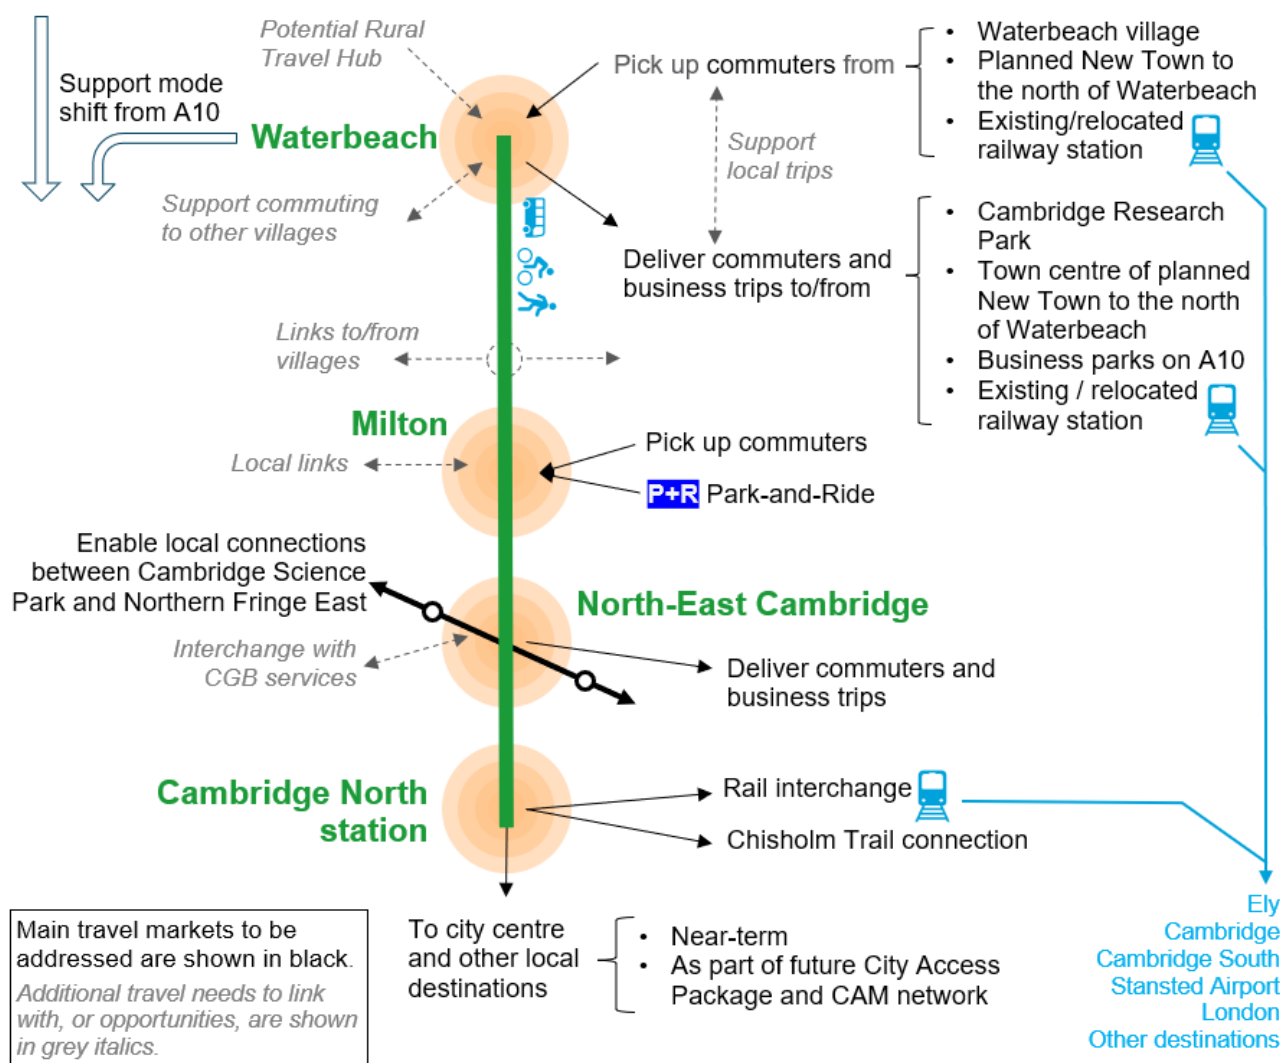 Potential Rural
Travel Hub
Support mode
shift from A10
Waterbeach
Pick up commuters from
• Waterbeach village
• Planned New Town to
the north of Waterbeach
• Existing/relocated
railway station
Support
local trips
Support commuting
to other villages
Deliver commuters and
business trips to/from
• Cambridge Research
Park
• Town centre of planned
New Town to the north
of Waterbeach
• Business parks on A10
• Existing / relocated
railway station
Links to/from
villages
Milton
Local links
Pick up commuters
P+R Park-and-Ride
Enable local connections
between Cambridge Science
Park and Northern Fringe East
North-East Cambridge
Interchange with
CGB services
Deliver commuters and
business trips
Cambridge North
station
Rail interchange
Chisholm Trail connection
To city centre
and other local
destinations
• Near-term
• As part of future City Access
Package and CAM network
Ely
Cambridge
Cambridge South
Stansted Airport
London
Other destinations
Main travel markets to be
addressed are shown in black.
Additional travel needs to link
with, or opportunities, are shown
in grey italics.